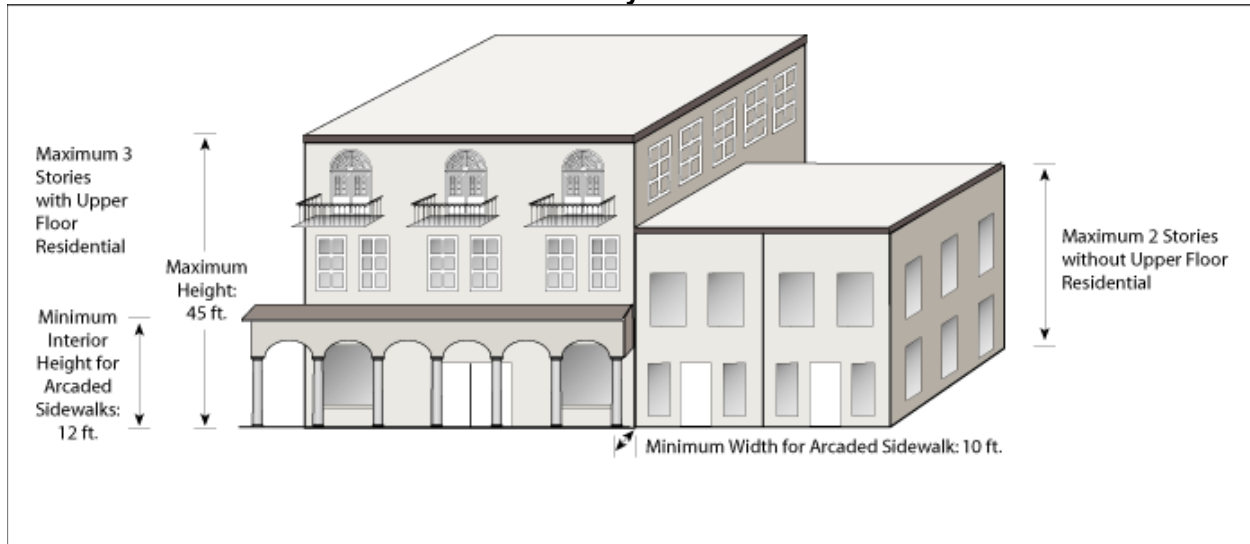 Maximum 3
Stories
with Upper
Floor
Residential
Maximum
Height:
45 ft.
Minimum
Interior
Height for
Arcaded
Sidewalks:
12 ft.
Maximum 2 Stories
without Upper Floor
Residential
Minimum Width for Arcaded Sidewalk: 10 ft.